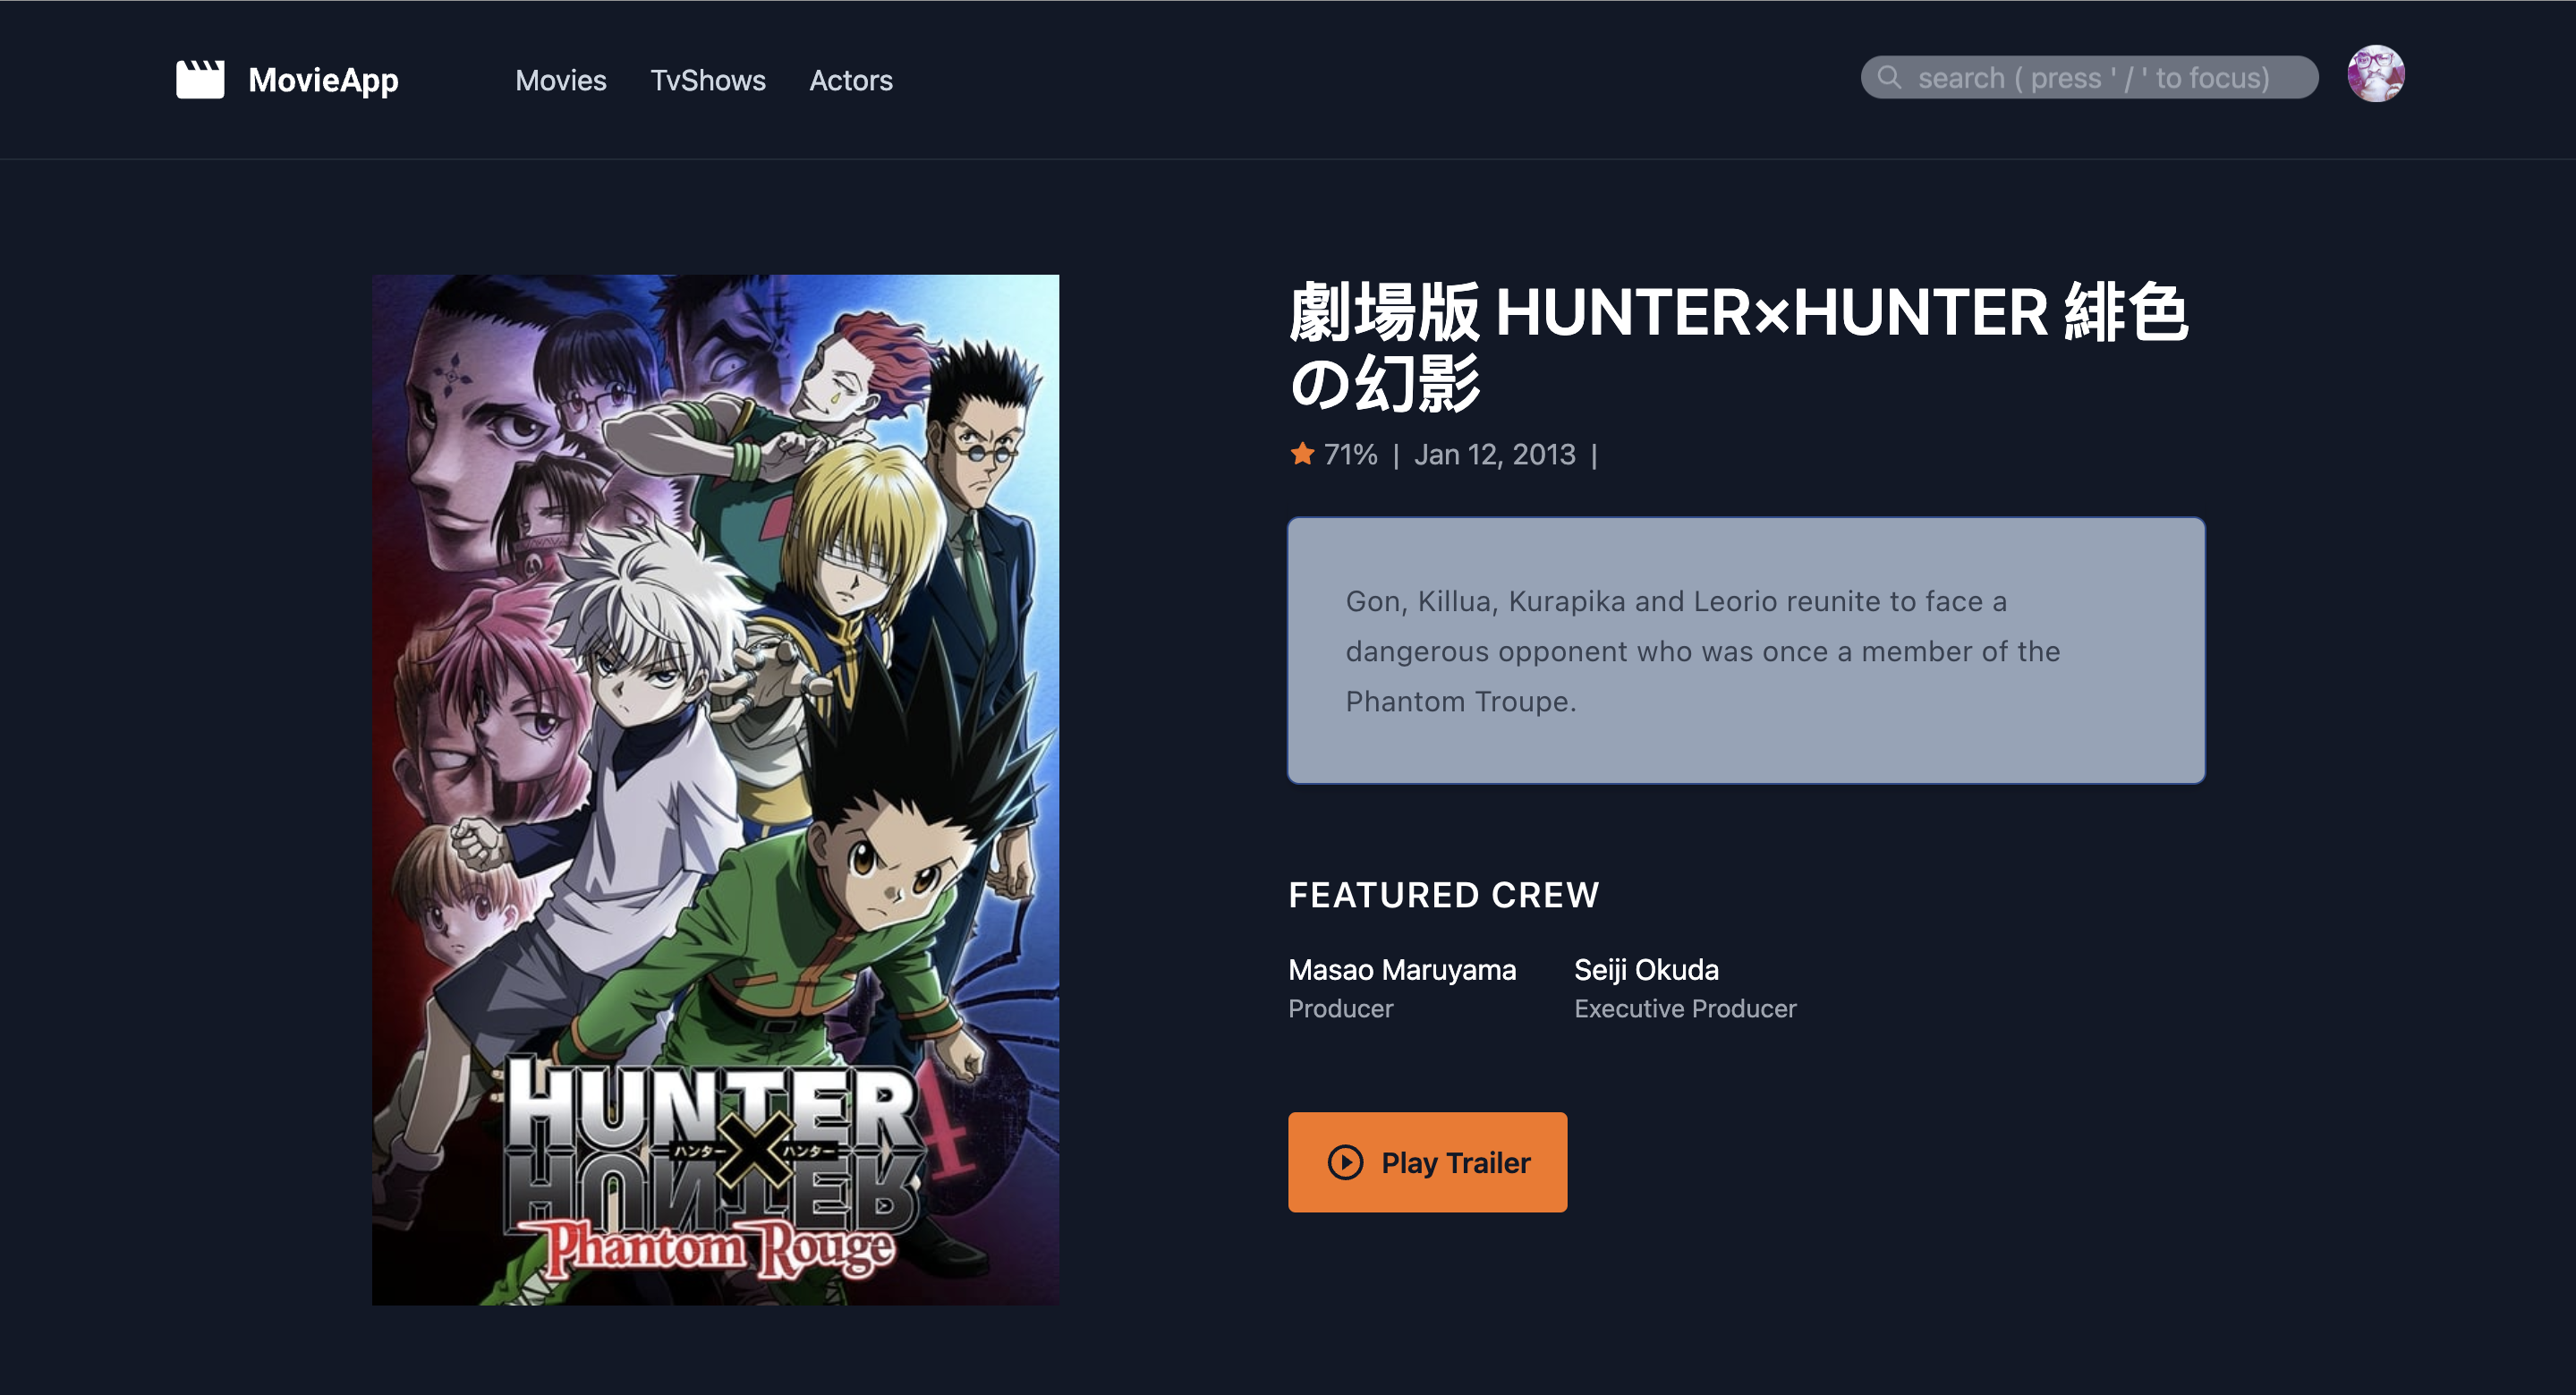 MovieApp
Movies
TvShows
Actors
search ( press ' / ' to focus)
劇場版 HUNTER×HUNTER 緋色
の幻影
71% | Jan 12, 2013 |
Gon, Killua, Kurapika and Leorio reunite to face a
dangerous opponent who was once a member of the
Phantom Troupe.
FEATURED CREW
Masao Maruyama
Producer
Seiji Okuda
Executive Producer
Play Trailer
4
HUNTER
ハンター × ハンター
HUNTER
Phantom Rouge